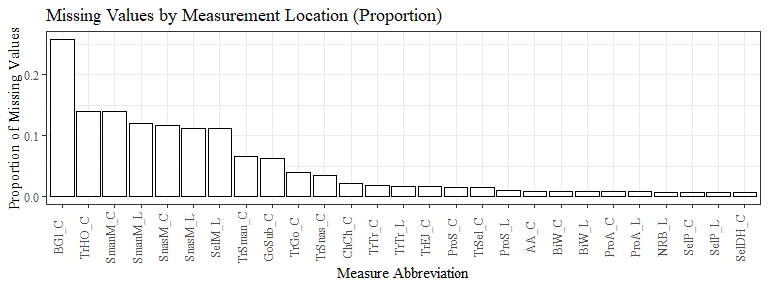 Missing Values by Measurement Location (Proportion)
Proportion of Missing Values
0.2
0.1
0.0
BGl_C
TrHO_C
SmanM_C
SmanM_L
SnasM_C
SnasM_L
SelM_L
TrSman_C
GoSub_C
TrGo_C
TrSnas_C
ChCh_C
TrTr_C
TrTr_L
TrEJ_C
ProS_C
TrSel_C
ProS_L
AA_C
BiW_C
BiW_L
ProA_C
ProA_L
NRB_L
SelP_C
SelP_L
SelDH_C
Measure Abbreviation